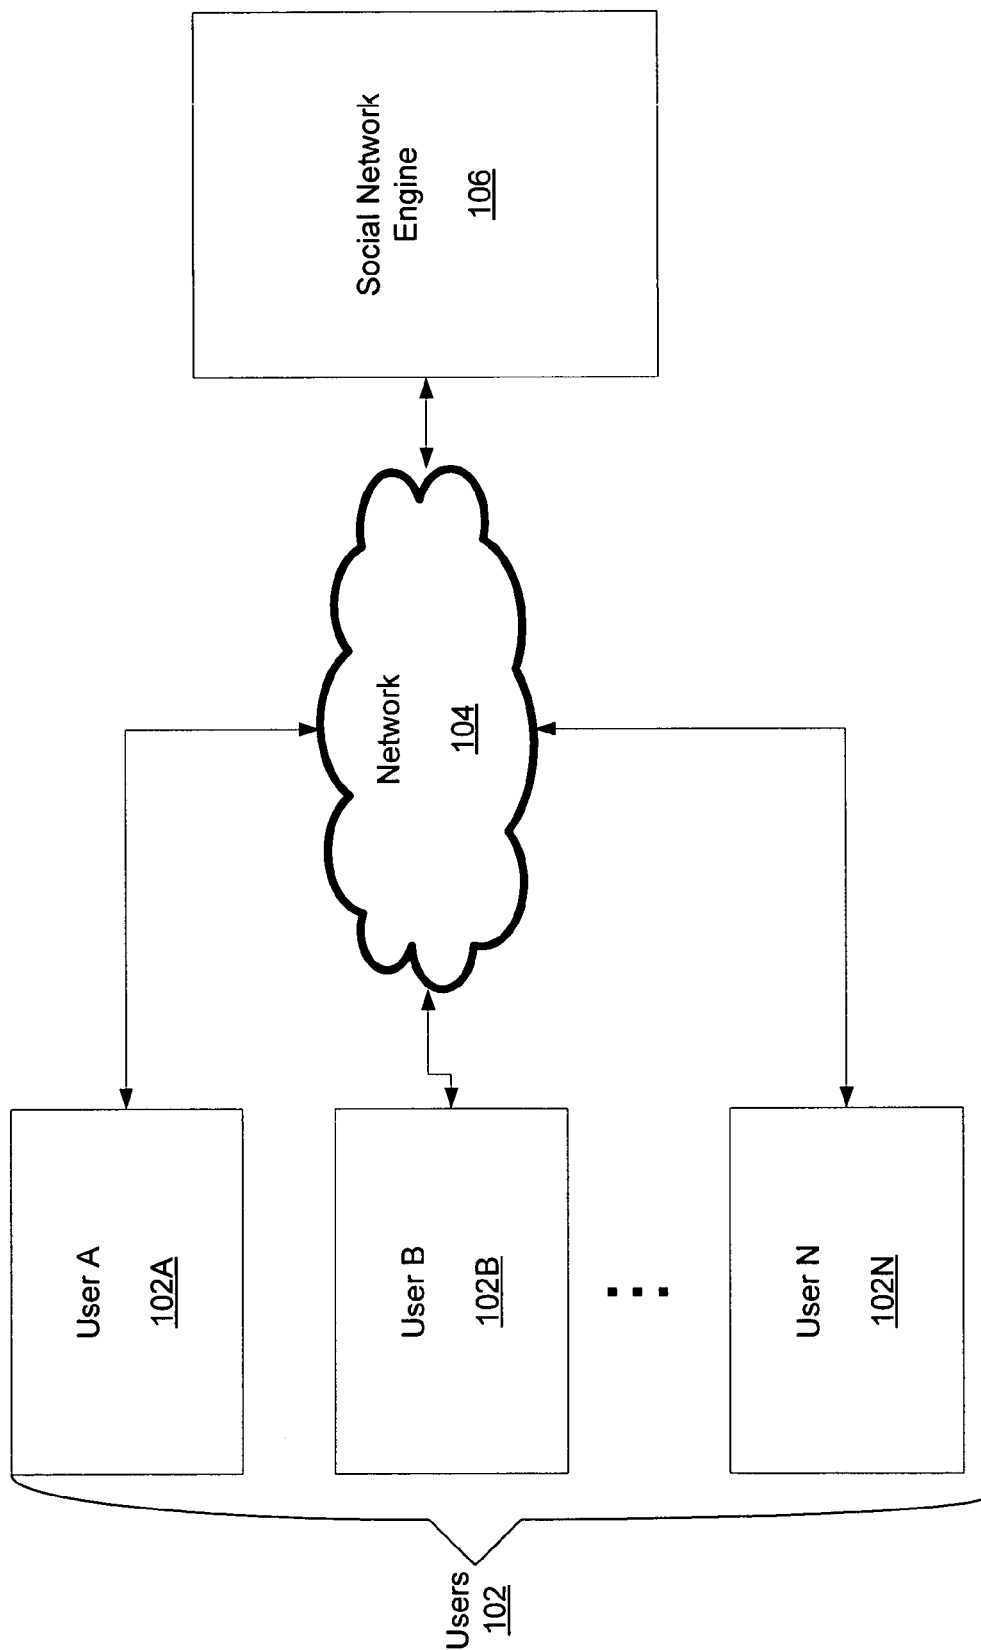 Users
102
User A
102A
User B
102B
User N
102N
Network
104
Social Network
Engine
106